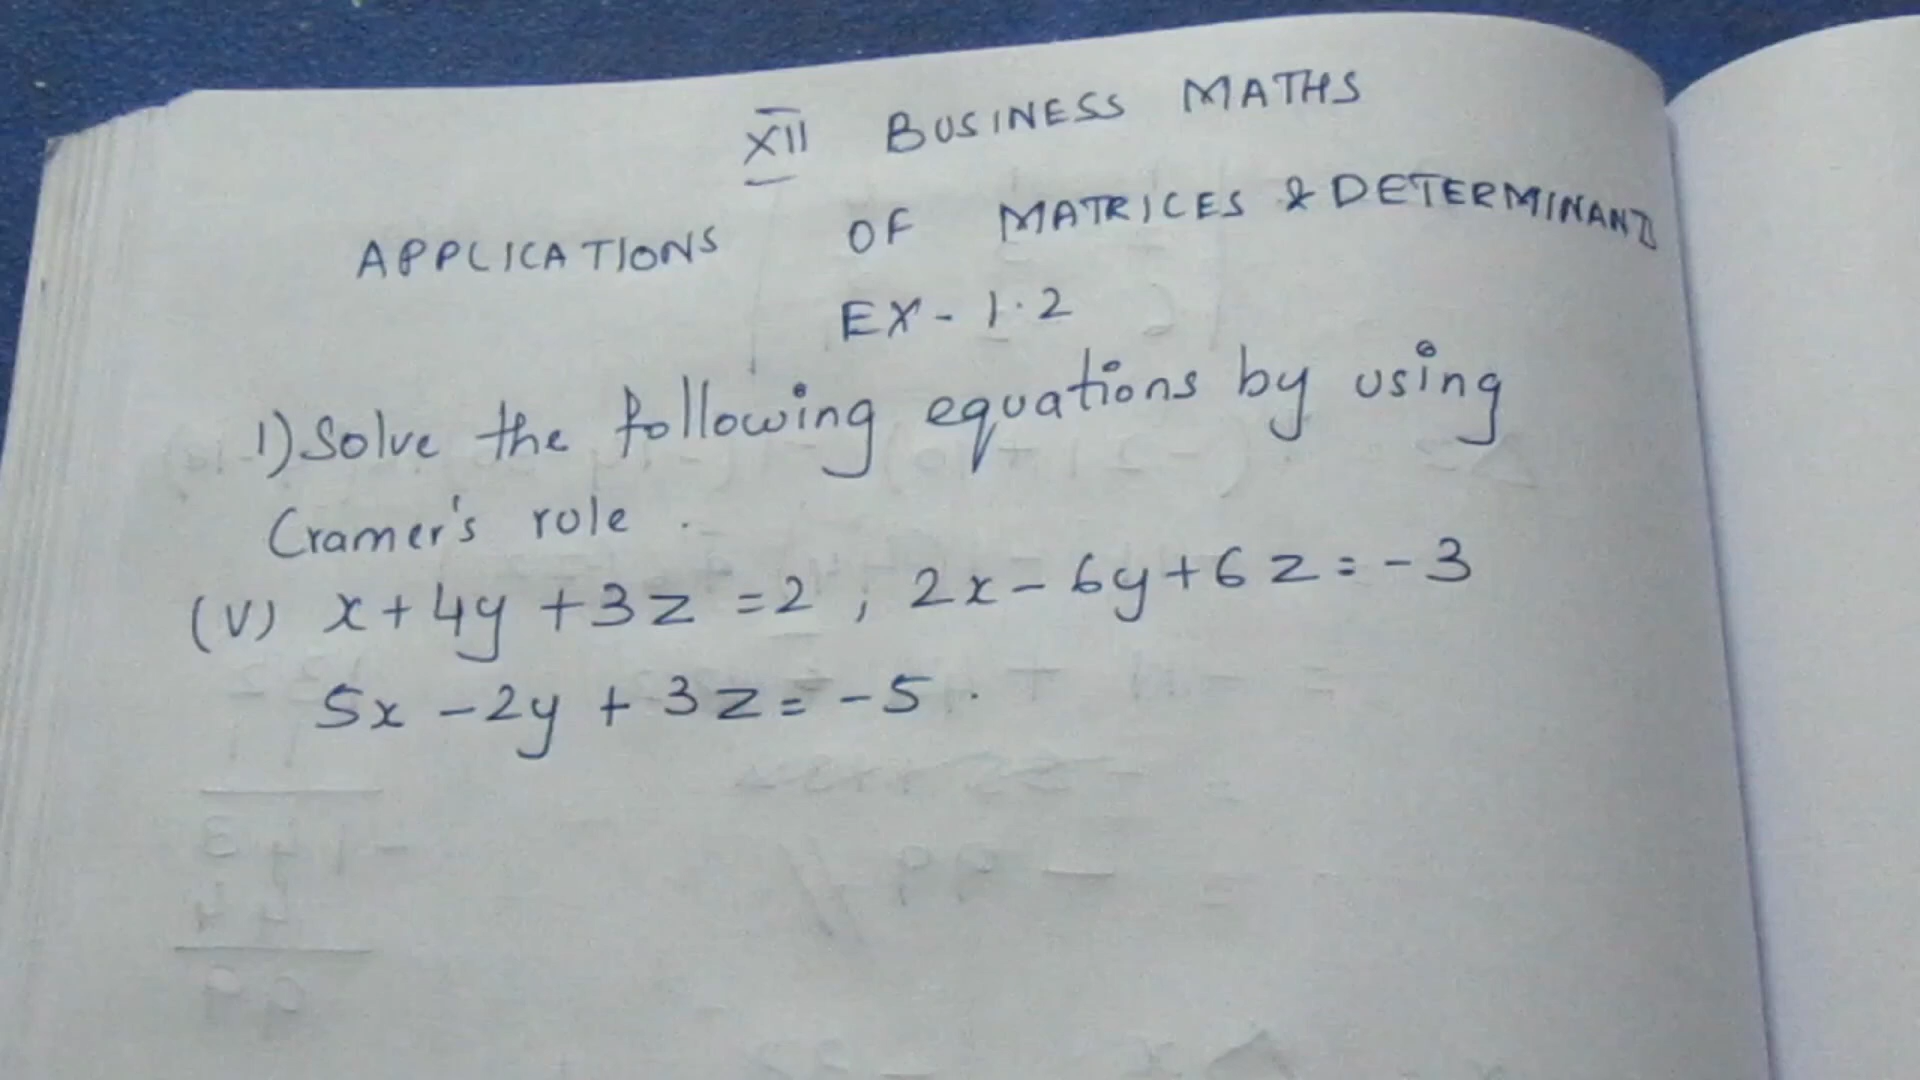 XII BUSINESS MATHS
APPLICATIONS OF MATRICES & DETERMINANTS
EX - 1.2
1) Solve the following equations by using
Cramer's rule.
(V) x + 4y + 3z = 2 , 2x - 6y + 6z = -3
5x - 2y + 3z = -5.